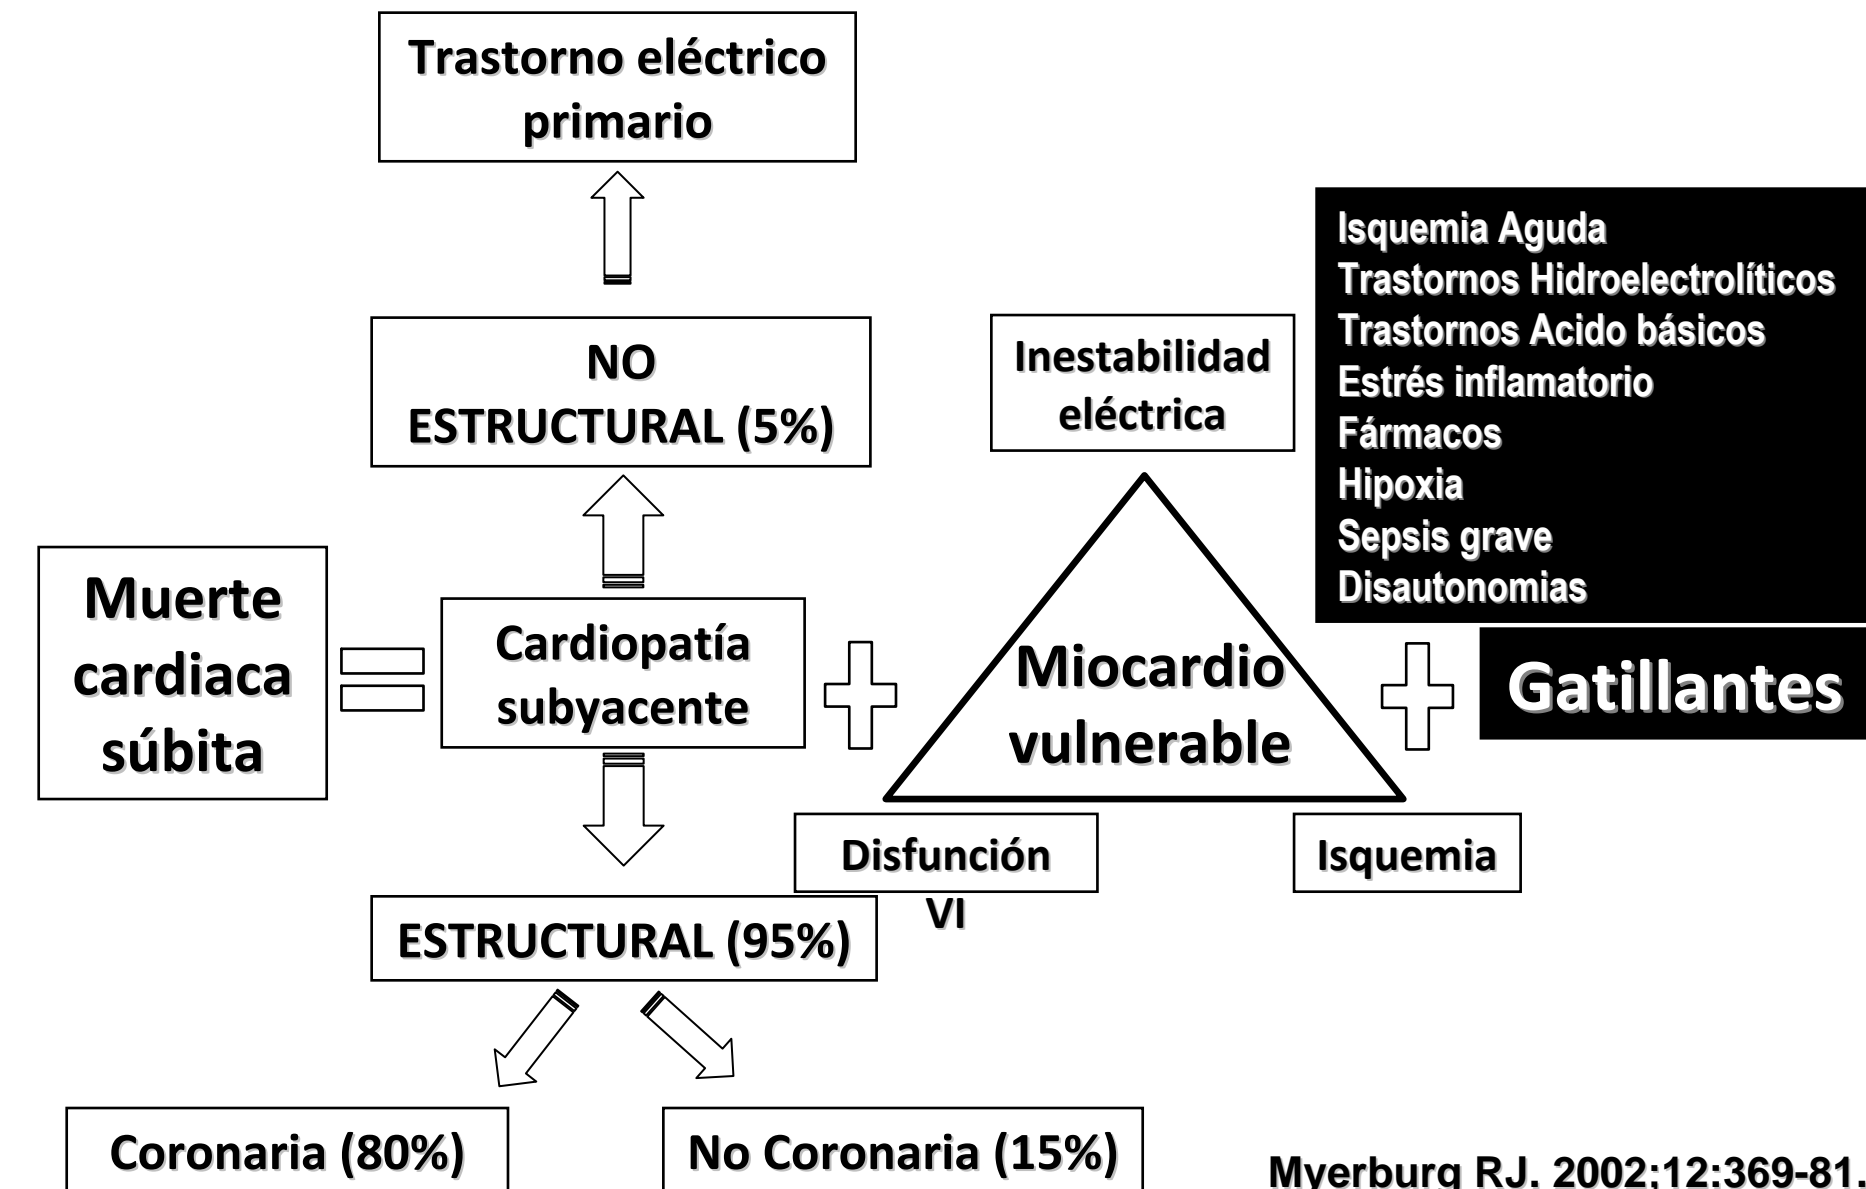 Trastorno eléctrico
primario
NO
ESTRUCTURAL (5%)
Inestabilidad
eléctrica
Isquemia Aguda
Trastornos Hidroelectrolíticos
Trastornos Acido básicos
Estrés inflamatorio
Fármacos
Hipoxia
Sepsis grave
Disautonomias
Muerte
cardiaca
súbita
Cardiopatía
subyacente
Miocardio
vulnerable
Gatillantes
Disfunción
VI
Isquemia
ESTRUCTURAL (95%)
Coronaria (80%)
No Coronaria (15%)
Myerburg RJ. 2002;12:369-81.